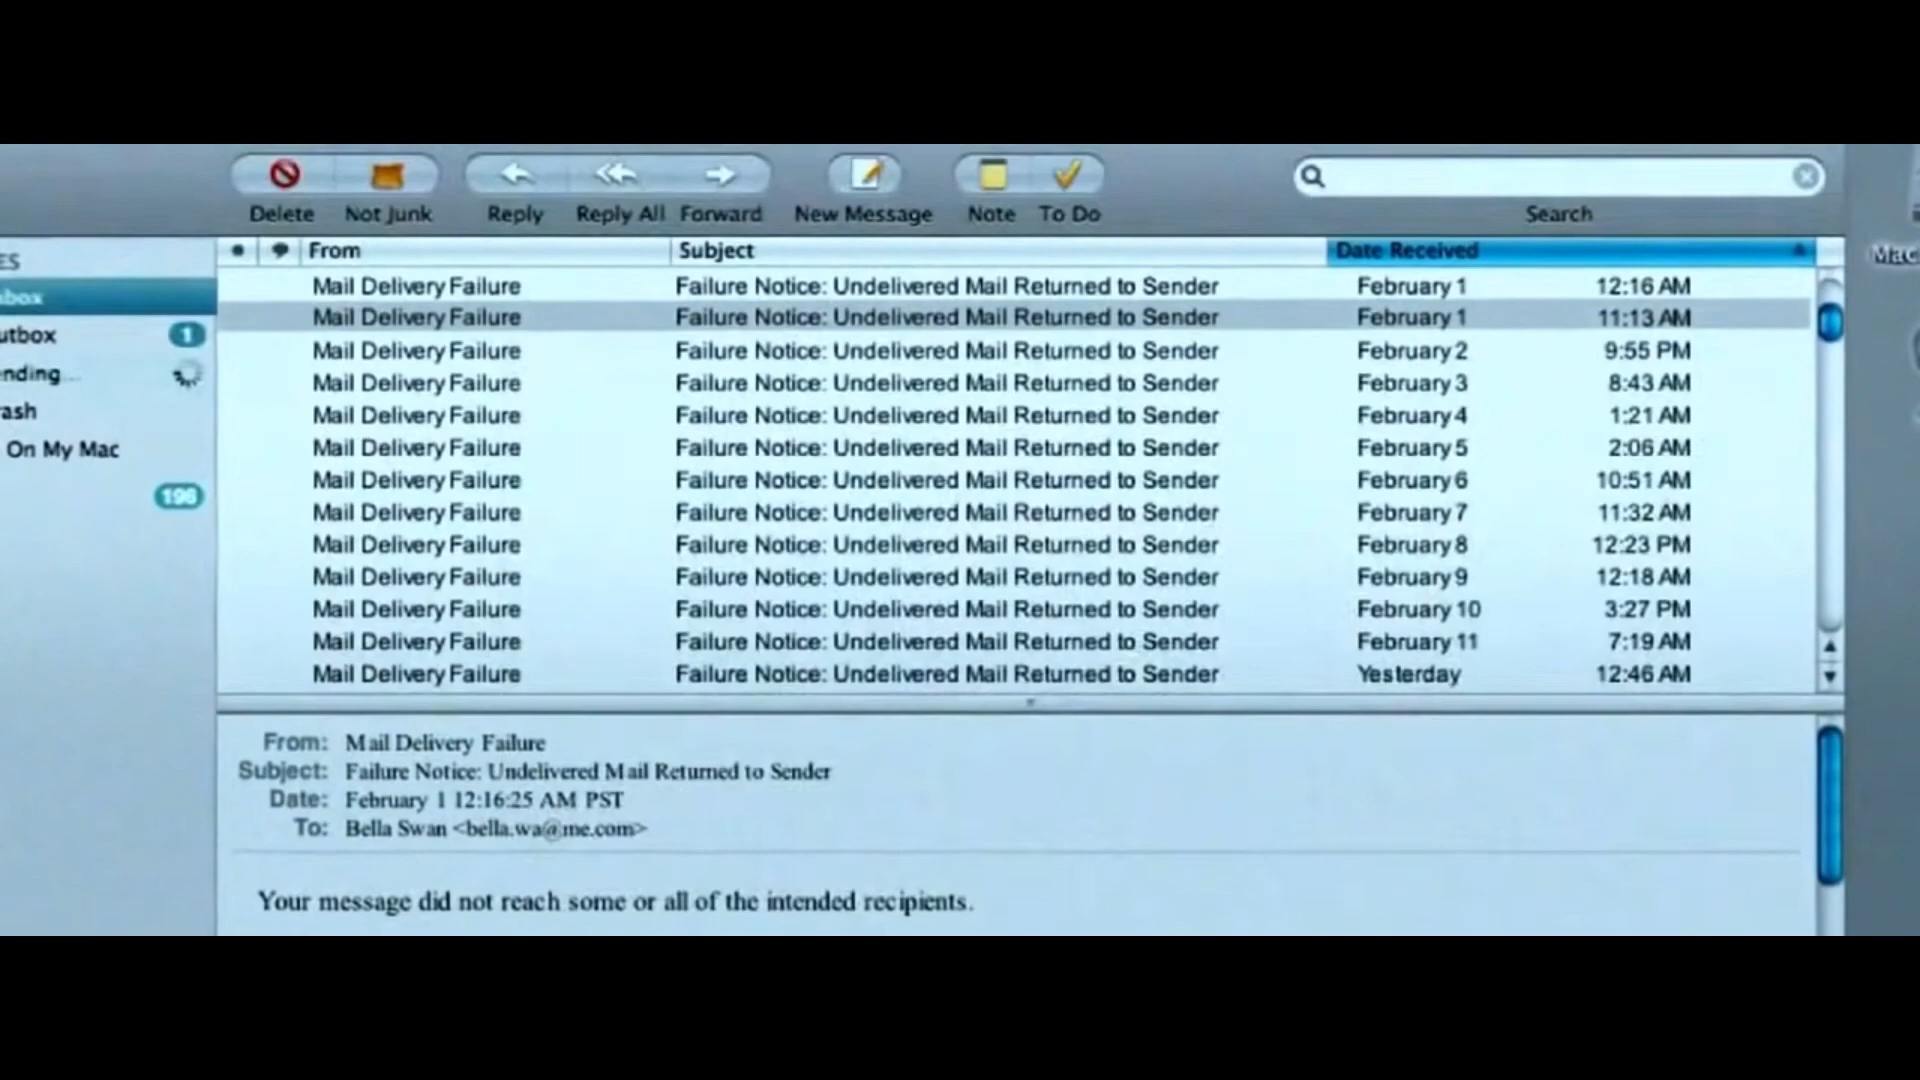 Delete Not Junk Reply Reply All Forward New Message Note To Do Search
ES
From Subject Date Received
Mac
Mail Delivery Failure Failure Notice: Undelivered Mail Returned to Sender February 1 12:16 AM
box
Mail Delivery Failure Failure Notice: Undelivered Mail Returned to Sender February 1 11:13 AM
utbox 1
Mail Delivery Failure Failure Notice: Undelivered Mail Returned to Sender February 2 9:55 PM
nding...
Mail Delivery Failure Failure Notice: Undelivered Mail Returned to Sender February 3 8:43 AM
ash
Mail Delivery Failure Failure Notice: Undelivered Mail Returned to Sender February 4 1:21 AM
On My Mac
Mail Delivery Failure Failure Notice: Undelivered Mail Returned to Sender February 5 2:06 AM
Mail Delivery Failure Failure Notice: Undelivered Mail Returned to Sender February 6 10:51 AM
196
Mail Delivery Failure Failure Notice: Undelivered Mail Returned to Sender February 7 11:32 AM
Mail Delivery Failure Failure Notice: Undelivered Mail Returned to Sender February 8 12:23 PM
Mail Delivery Failure Failure Notice: Undelivered Mail Returned to Sender February 9 12:18 AM
Mail Delivery Failure Failure Notice: Undelivered Mail Returned to Sender February 10 3:27 PM
Mail Delivery Failure Failure Notice: Undelivered Mail Returned to Sender February 11 7:19 AM
Mail Delivery Failure Failure Notice: Undelivered Mail Returned to Sender Yesterday 12:46 AM
From: Mail Delivery Failure
Subject: Failure Notice: Undelivered Mail Returned to Sender
Date: February 1 12:16:25 AM PST
To: Bella Swan <bella.wa@me.com>
Your message did not reach some or all of the intended recipients.